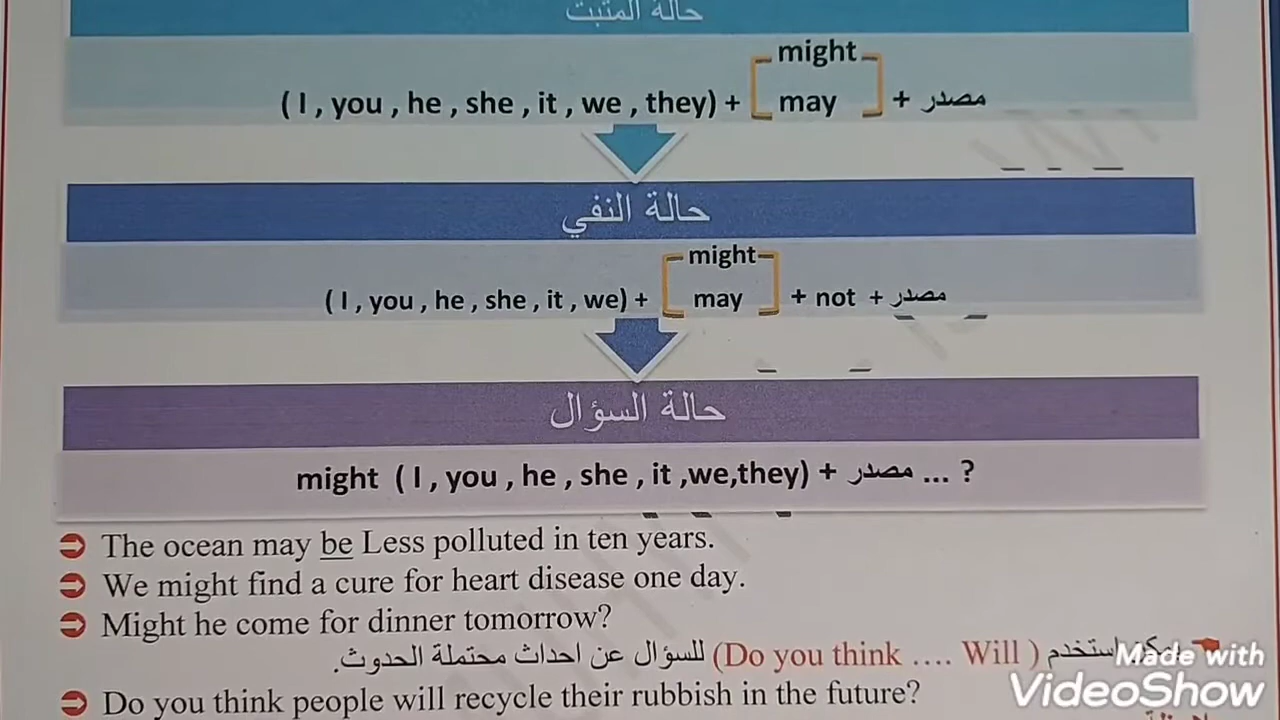 حالة المثبت
might
(I , you , he , she , it , we , they) + may + مصدر
حالة النفي
might
(I , you , he , she , it , we) + may + not + مصدر
حالة السؤال
might (I , you , he , she , it ,we,they) + مصدر ... ?
The ocean may be Less polluted in ten years.
We might find a cure for heart disease one day.
Might he come for dinner tomorrow?
استخدم (Do you think .... Will ) للسؤال عن احداث محتملة الحدوث.
Do you think people will recycle their rubbish in the future?
Made with
VideoShow